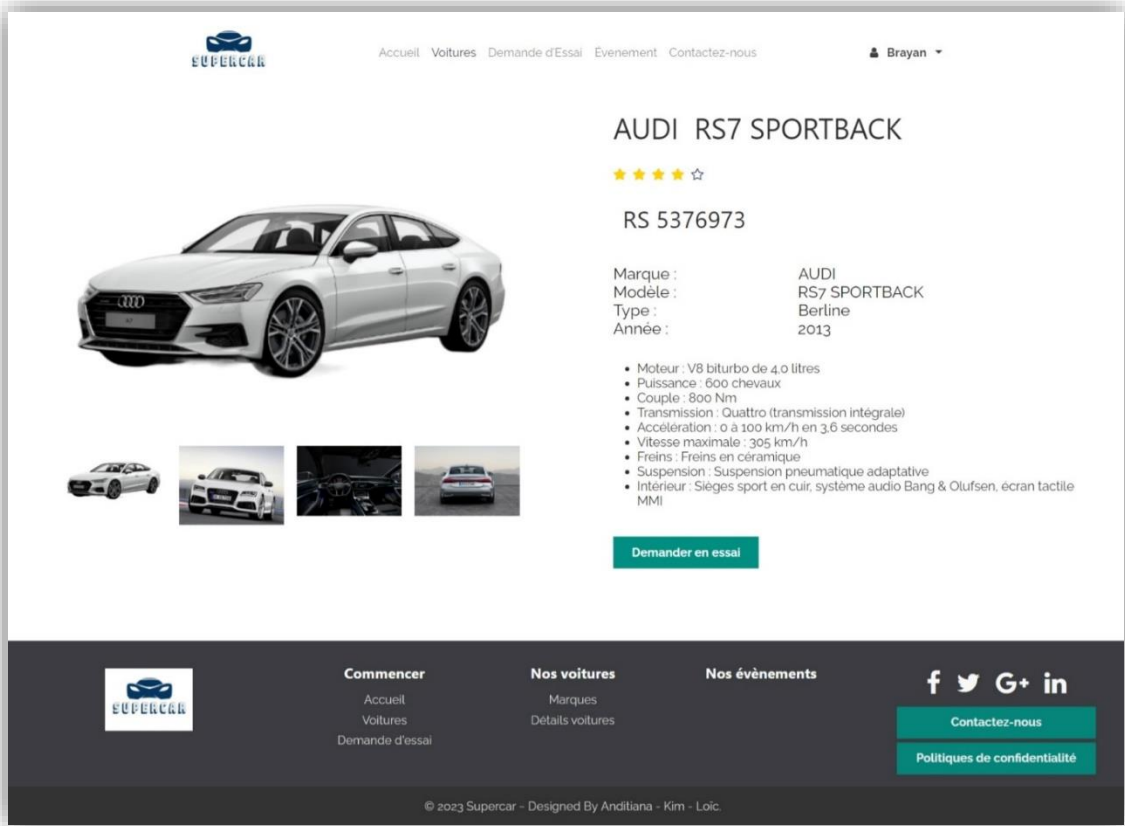 SUPERCAR
Accueil Voitures Demande d'Essai Evenement Contactez-nous
Brayan
AUDI RS7 SPORTBACK
RS 5376973
Marque : AUDI
Modèle : RS7 SPORTBACK
Type : Berline
Année : 2013
Moteur : V8 biturbo de 4,0 litres
Puissance : 600 chevaux
Couple : 800 Nm
Transmission : Quattro (transmission intégrale)
Accélération : 0 à 100 km/h en 3,6 secondes
Vitesse maximale : 305 km/h
Freins : Freins en céramique
Suspension : Suspension pneumatique adaptative
Intérieur : Sièges sport en cuir, système audio Bang & Olufsen, écran tactile
MMI
Demander en essai
SUPERCAR
Commencer
Accueil
Voitures
Demande d'essai
Nos voitures
Marques
Détails voitures
Nos évènements
f G+ in
Contactez-nous
Politiques de confidentialité
© 2023 Supercar - Designed By Anditiana - Kim - Loïc.